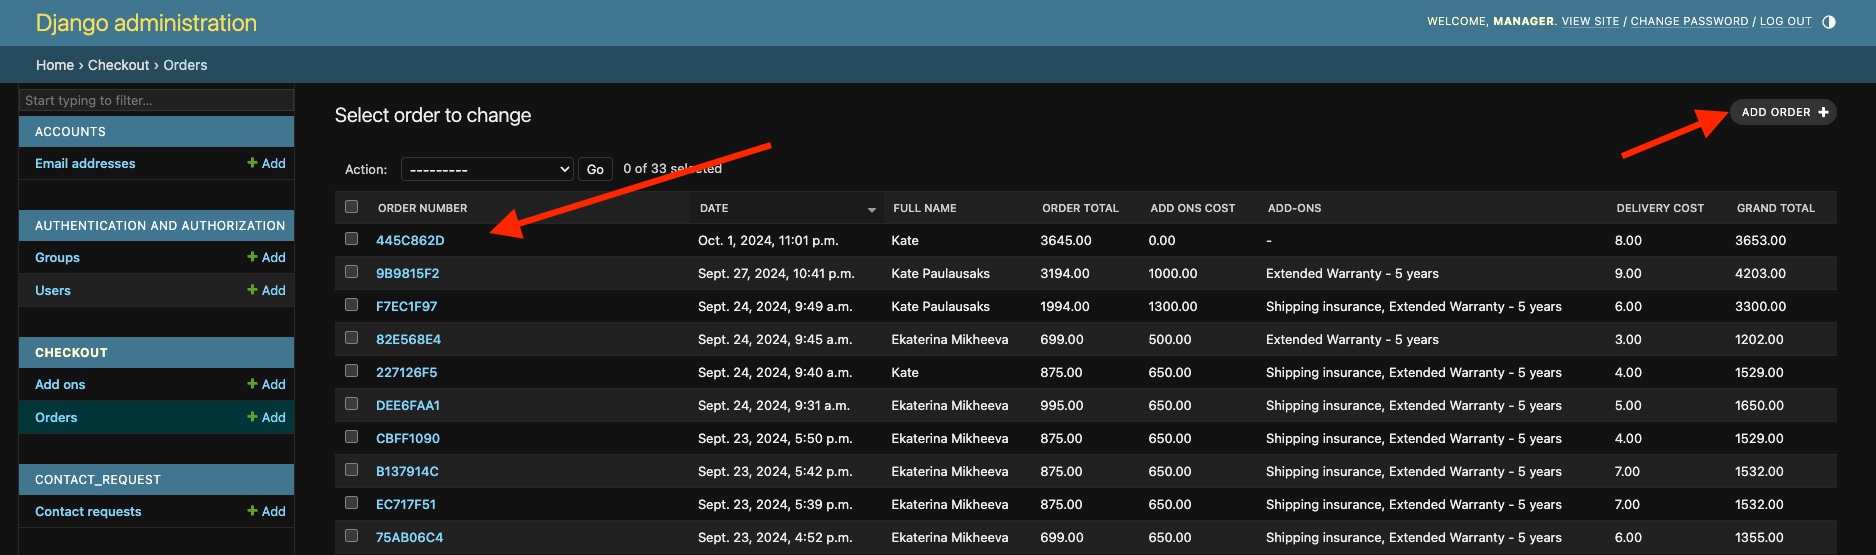 Django administration
WELCOME, MANAGER. VIEW SITE / CHANGE PASSWORD / LOG OUT
Home › Checkout › Orders
Start typing to filter...
ACCOUNTS
Email addresses + Add
AUTHENTICATION AND AUTHORIZATION
Groups + Add
Users + Add
CHECKOUT
Add ons + Add
Orders + Add
CONTACT_REQUEST
Contact requests + Add
Select order to change
ADD ORDER +
Action: --------- Go 0 of 33 selected
ORDER NUMBER DATE FULL NAME ORDER TOTAL ADD ONS COST ADD-ONS DELIVERY COST GRAND TOTAL
445C862D Oct. 1, 2024, 11:01 p.m. Kate 3645.00 0.00 - 8.00 3653.00
9B9815F2 Sept. 27, 2024, 10:41 p.m. Kate Paulausaks 3194.00 1000.00 Extended Warranty - 5 years 9.00 4203.00
F7EC1F97 Sept. 24, 2024, 9:49 a.m. Kate Paulausaks 1994.00 1300.00 Shipping insurance, Extended Warranty - 5 years 6.00 3300.00
82E568E4 Sept. 24, 2024, 9:45 a.m. Ekaterina Mikheeva 699.00 500.00 Extended Warranty - 5 years 3.00 1202.00
227126F5 Sept. 24, 2024, 9:40 a.m. Kate 875.00 650.00 Shipping insurance, Extended Warranty - 5 years 4.00 1529.00
DEE6FAA1 Sept. 24, 2024, 9:31 a.m. Ekaterina Mikheeva 995.00 650.00 Shipping insurance, Extended Warranty - 5 years 5.00 1650.00
CBFF1090 Sept. 23, 2024, 5:50 p.m. Ekaterina Mikheeva 875.00 650.00 Shipping insurance, Extended Warranty - 5 years 4.00 1529.00
B137914C Sept. 23, 2024, 5:42 p.m. Ekaterina Mikheeva 875.00 650.00 Shipping insurance, Extended Warranty - 5 years 7.00 1532.00
EC717F51 Sept. 23, 2024, 5:39 p.m. Ekaterina Mikheeva 875.00 650.00 Shipping insurance, Extended Warranty - 5 years 7.00 1532.00
75AB06C4 Sept. 23, 2024, 4:52 p.m. Ekaterina Mikheeva 699.00 650.00 Shipping insurance, Extended Warranty - 5 years 6.00 1355.00